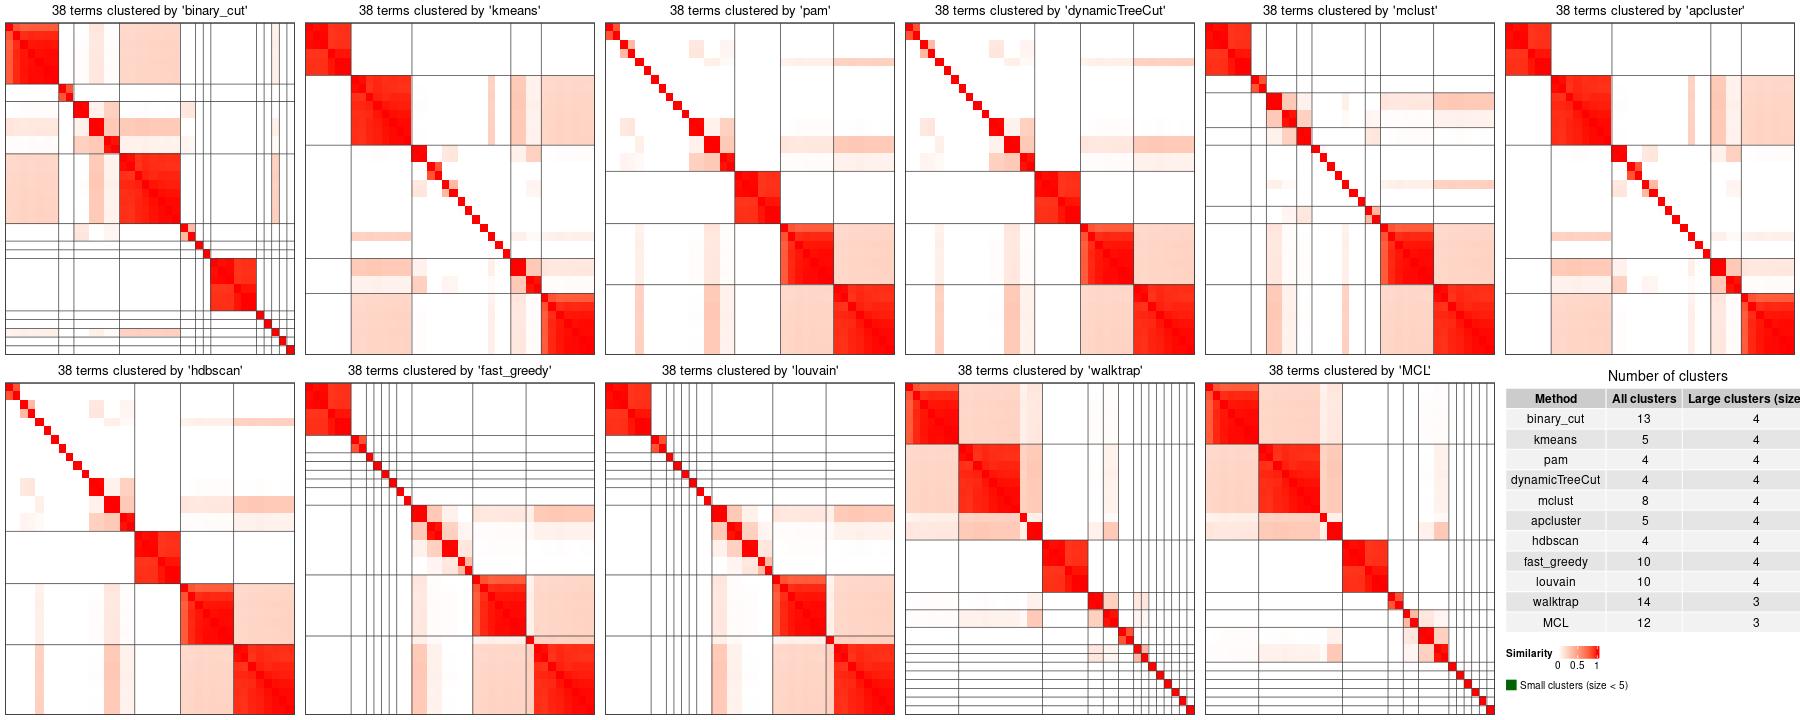 38 terms clustered by 'binary_cut'
38 terms clustered by 'kmeans'
38 terms clustered by 'pam'
38 terms clustered by 'dynamicTreeCut'
38 terms clustered by 'mclust'
38 terms clustered by 'apcluster'
38 terms clustered by 'hdbscan'
38 terms clustered by 'fast_greedy'
38 terms clustered by 'louvain'
38 terms clustered by 'walktrap'
38 terms clustered by 'MCL'
Number of clusters
Method All clusters Large clusters (size
binary_cut 13 4
kmeans 5 4
pam 4 4
dynamicTreeCut 4 4
mclust 8 4
apcluster 5 4
hdbscan 4 4
fast_greedy 10 4
louvain 10 4
walktrap 14 3
MCL 12 3
Similarity
0 0.5 1
Small clusters (size < 5)